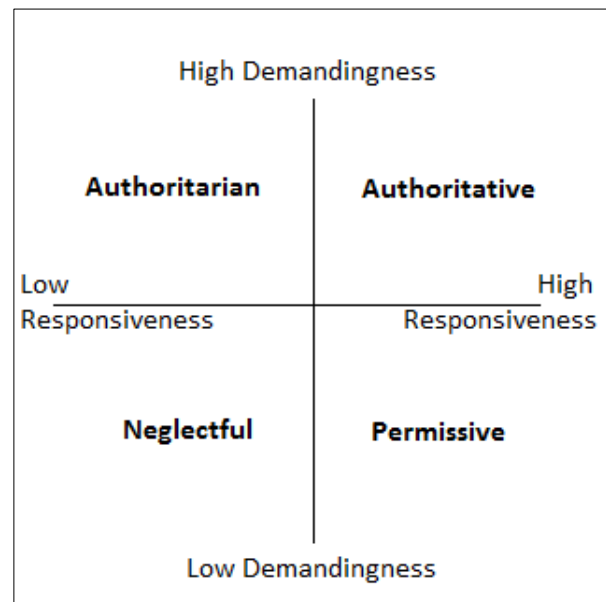 High Demandingness
Authoritarian
Authoritative
Low
High
Responsiveness
Responsiveness
Neglectful
Permissive
Low Demandingness